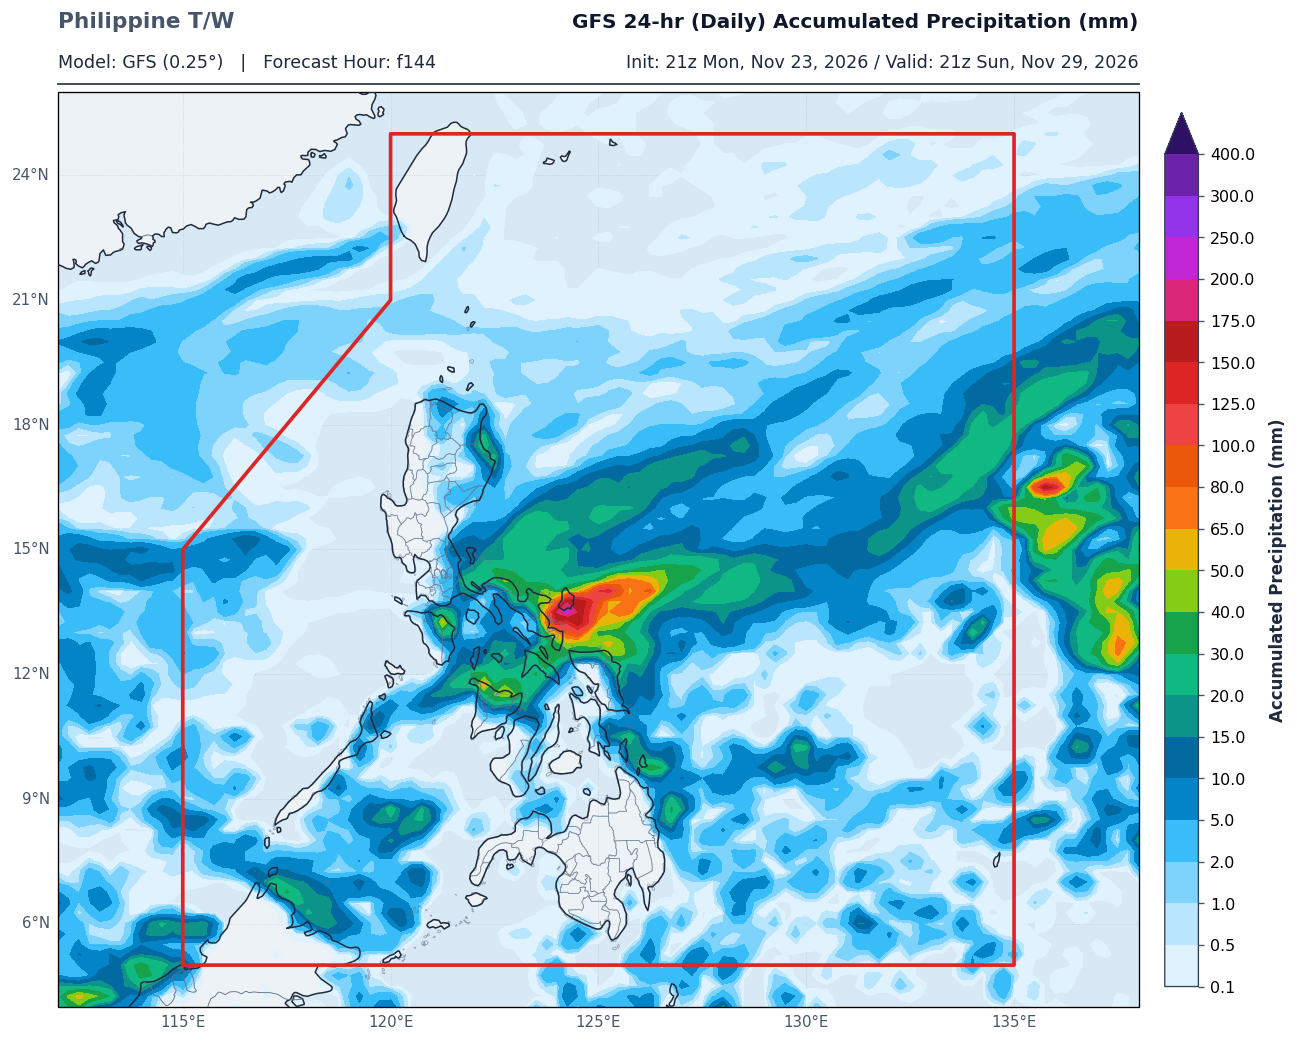 Philippine T/W
GFS 24-hr (Daily) Accumulated Precipitation (mm)
Model: GFS (0.25°) | Forecast Hour: f144
Init: 21z Mon, Nov 23, 2026 / Valid: 21z Sun, Nov 29, 2026
24°N
21°N
18°N
15°N
12°N
9°N
6°N
115°E
120°E
125°E
130°E
135°E
400.0
300.0
250.0
200.0
175.0
150.0
125.0
100.0
80.0
65.0
50.0
40.0
30.0
20.0
15.0
10.0
5.0
2.0
1.0
0.5
0.1
Accumulated Precipitation (mm)